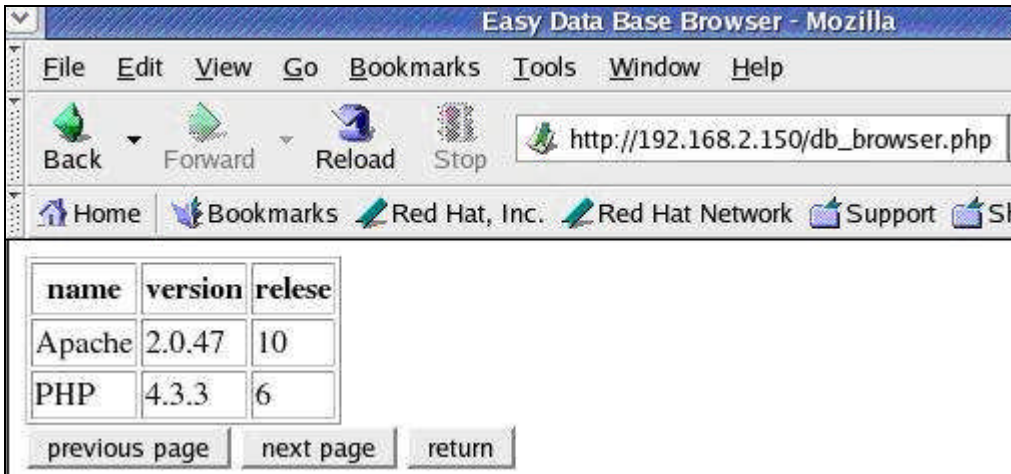 Easy Data Base Browser - Mozilla
File Edit View Go Bookmarks Tools Window Help
Back Forward Reload Stop http://192.168.2.150/db_browser.php
Home Bookmarks Red Hat, Inc. Red Hat Network Support
name version relese
Apache 2.0.47 10
PHP 4.3.3 6
previous page next page return